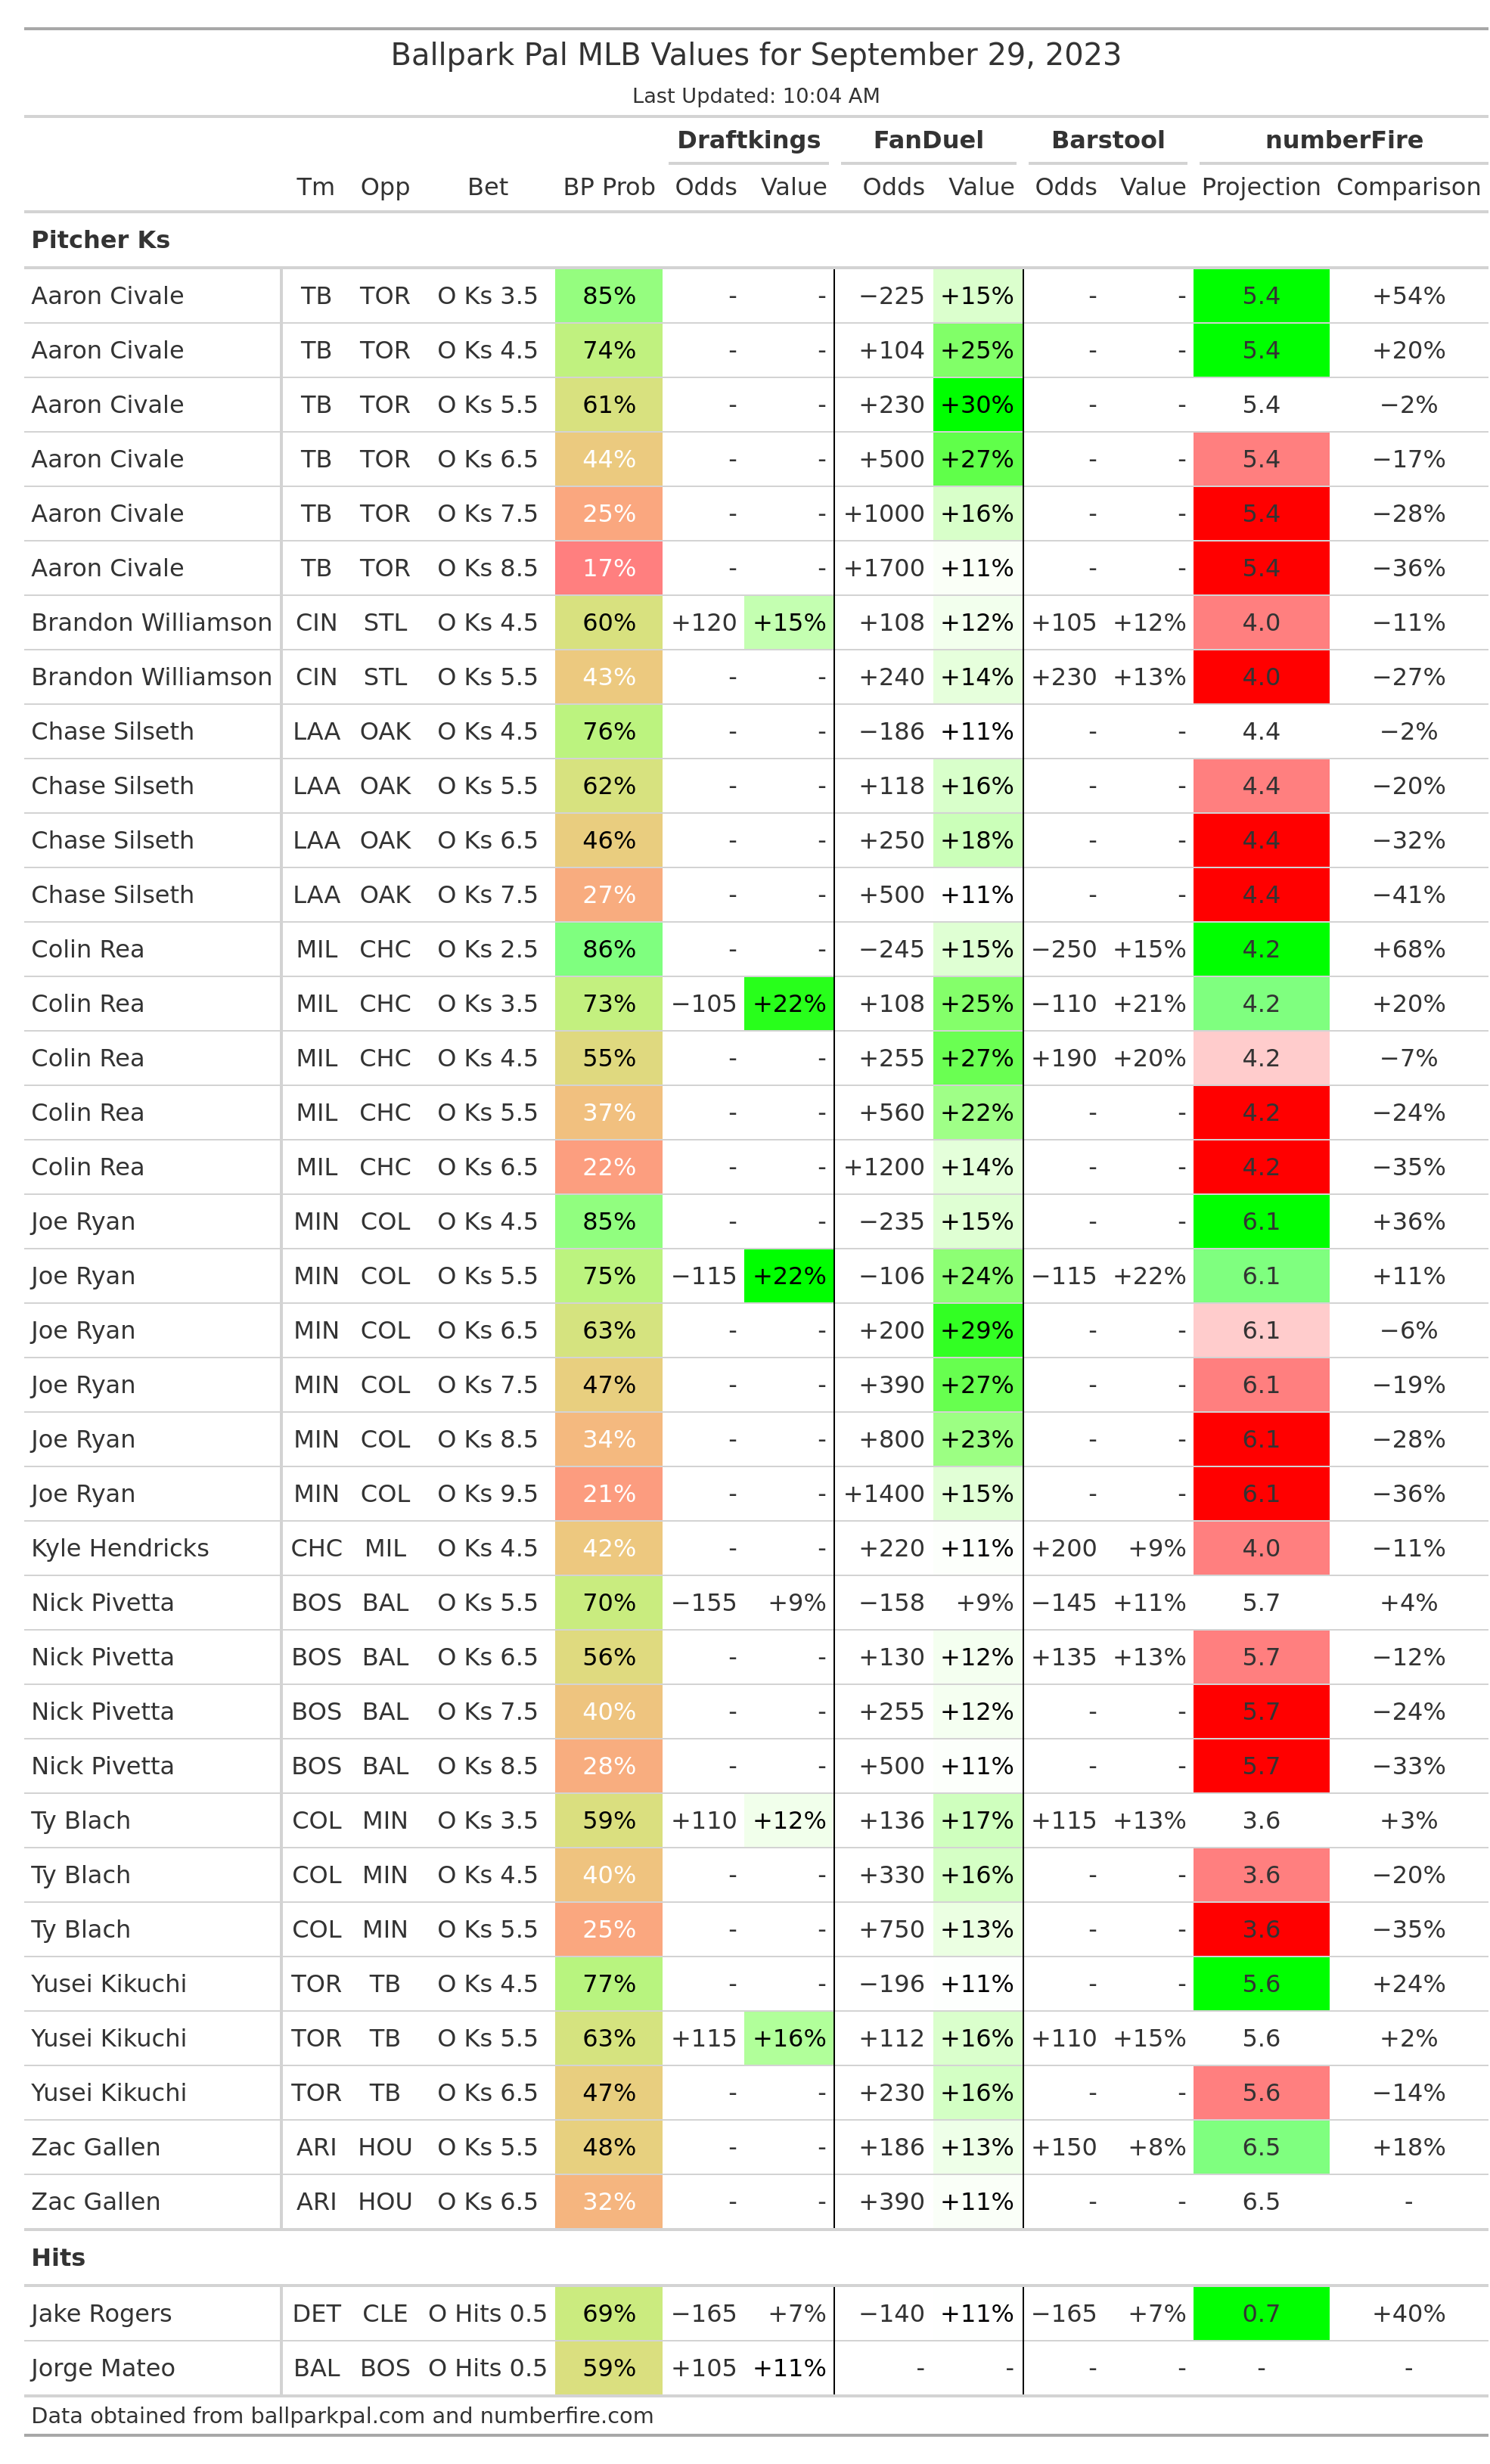 Ballpark Pal MLB Values for September 29, 2023
Last Updated: 10:04 AM
Draftkings FanDuel Barstool numberFire
Tm Opp Bet BP Prob Odds Value Odds Value Odds Value Projection Comparison
Pitcher Ks
Aaron Civale TB TOR O Ks 3.5 85% - - −225 +15% - - 5.4 +54%
Aaron Civale TB TOR O Ks 4.5 74% - - +104 +25% - - 5.4 +20%
Aaron Civale TB TOR O Ks 5.5 61% - - +230 +30% - - 5.4 −2%
Aaron Civale TB TOR O Ks 6.5 44% - - +500 +27% - - 5.4 −17%
Aaron Civale TB TOR O Ks 7.5 25% - - +1000 +16% - - 5.4 −28%
Aaron Civale TB TOR O Ks 8.5 17% - - +1700 +11% - - 5.4 −36%
Brandon Williamson CIN STL O Ks 4.5 60% +120 +15% +108 +12% +105 +12% 4.0 −11%
Brandon Williamson CIN STL O Ks 5.5 43% - - +240 +14% +230 +13% 4.0 −27%
Chase Silseth LAA OAK O Ks 4.5 76% - - −186 +11% - - 4.4 −2%
Chase Silseth LAA OAK O Ks 5.5 62% - - +118 +16% - - 4.4 −20%
Chase Silseth LAA OAK O Ks 6.5 46% - - +250 +18% - - 4.4 −32%
Chase Silseth LAA OAK O Ks 7.5 27% - - +500 +11% - - 4.4 −41%
Colin Rea MIL CHC O Ks 2.5 86% - - −245 +15% −250 +15% 4.2 +68%
Colin Rea MIL CHC O Ks 3.5 73% −105 +22% +108 +25% −110 +21% 4.2 +20%
Colin Rea MIL CHC O Ks 4.5 55% - - +255 +27% +190 +20% 4.2 −7%
Colin Rea MIL CHC O Ks 5.5 37% - - +560 +22% - - 4.2 −24%
Colin Rea MIL CHC O Ks 6.5 22% - - +1200 +14% - - 4.2 −35%
Joe Ryan MIN COL O Ks 4.5 85% - - −235 +15% - - 6.1 +36%
Joe Ryan MIN COL O Ks 5.5 75% −115 +22% −106 +24% −115 +22% 6.1 +11%
Joe Ryan MIN COL O Ks 6.5 63% - - +200 +29% - - 6.1 −6%
Joe Ryan MIN COL O Ks 7.5 47% - - +390 +27% - - 6.1 −19%
Joe Ryan MIN COL O Ks 8.5 34% - - +800 +23% - - 6.1 −28%
Joe Ryan MIN COL O Ks 9.5 21% - - +1400 +15% - - 6.1 −36%
Kyle Hendricks CHC MIL O Ks 4.5 42% - - +220 +11% +200 +9% 4.0 −11%
Nick Pivetta BOS BAL O Ks 5.5 70% −155 +9% −158 +9% −145 +11% 5.7 +4%
Nick Pivetta BOS BAL O Ks 6.5 56% - - +130 +12% +135 +13% 5.7 −12%
Nick Pivetta BOS BAL O Ks 7.5 40% - - +255 +12% - - 5.7 −24%
Nick Pivetta BOS BAL O Ks 8.5 28% - - +500 +11% - - 5.7 −33%
Ty Blach COL MIN O Ks 3.5 59% +110 +12% +136 +17% +115 +13% 3.6 +3%
Ty Blach COL MIN O Ks 4.5 40% - - +330 +16% - - 3.6 −20%
Ty Blach COL MIN O Ks 5.5 25% - - +750 +13% - - 3.6 −35%
Yusei Kikuchi TOR TB O Ks 4.5 77% - - −196 +11% - - 5.6 +24%
Yusei Kikuchi TOR TB O Ks 5.5 63% +115 +16% +112 +16% +110 +15% 5.6 +2%
Yusei Kikuchi TOR TB O Ks 6.5 47% - - +230 +16% - - 5.6 −14%
Zac Gallen ARI HOU O Ks 5.5 48% - - +186 +13% +150 +8% 6.5 +18%
Zac Gallen ARI HOU O Ks 6.5 32% - - +390 +11% - - 6.5 -
Hits
Jake Rogers DET CLE O Hits 0.5 69% −165 +7% −140 +11% −165 +7% 0.7 +40%
Jorge Mateo BAL BOS O Hits 0.5 59% +105 +11% - - - - - -
Data obtained from ballparkpal.com and numberfire.com